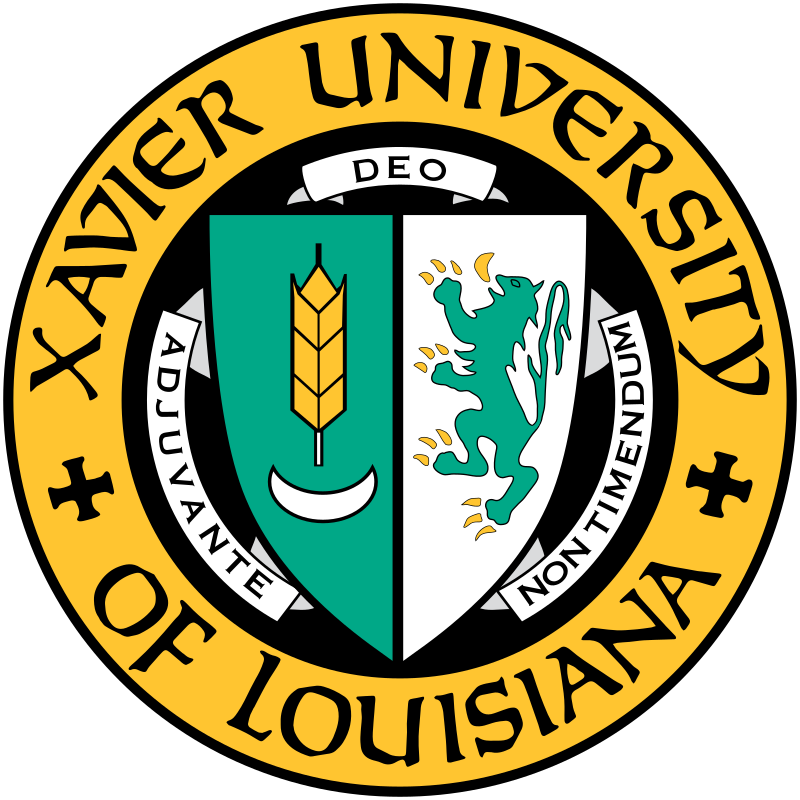 XAVIER UNIVERSITY
OF LOUISIANA
DEO
ADJUVANTE
NON TIMENDUM